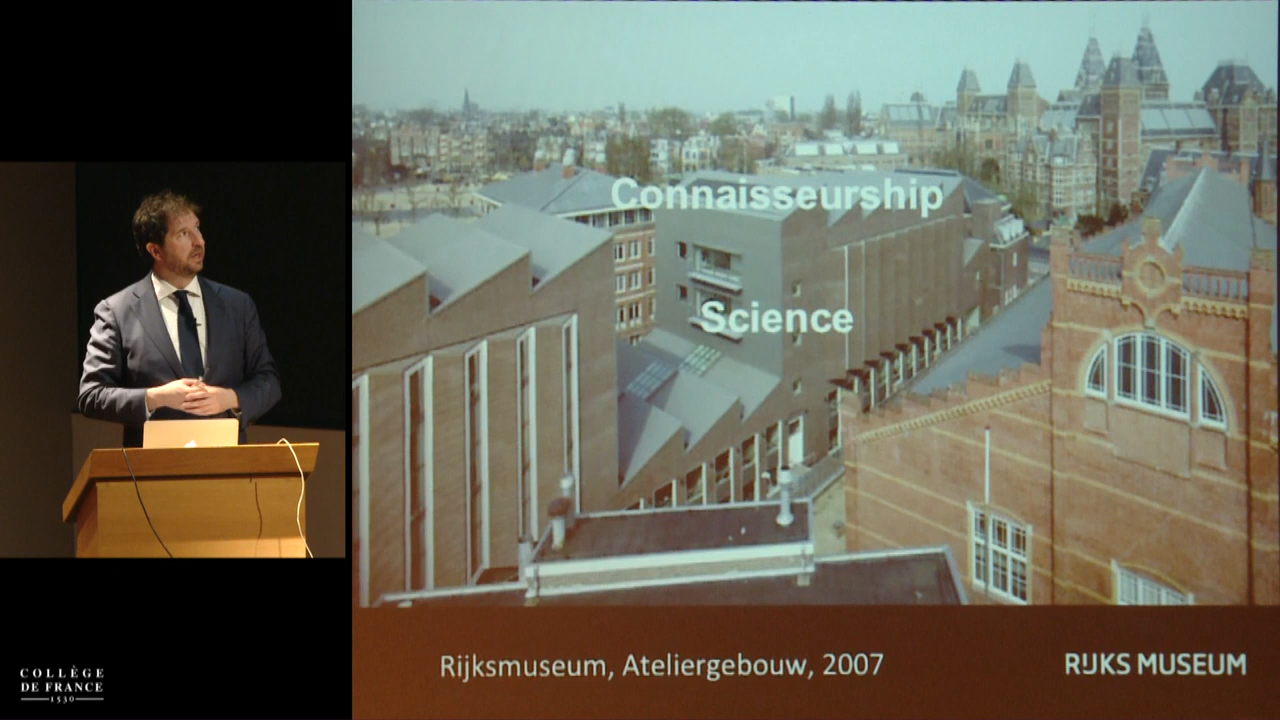 Connaisseurship
Science
Rijksmuseum, Ateliergebouw, 2007
RIJKS MUSEUM
COLLÈGE
DE FRANCE
1530